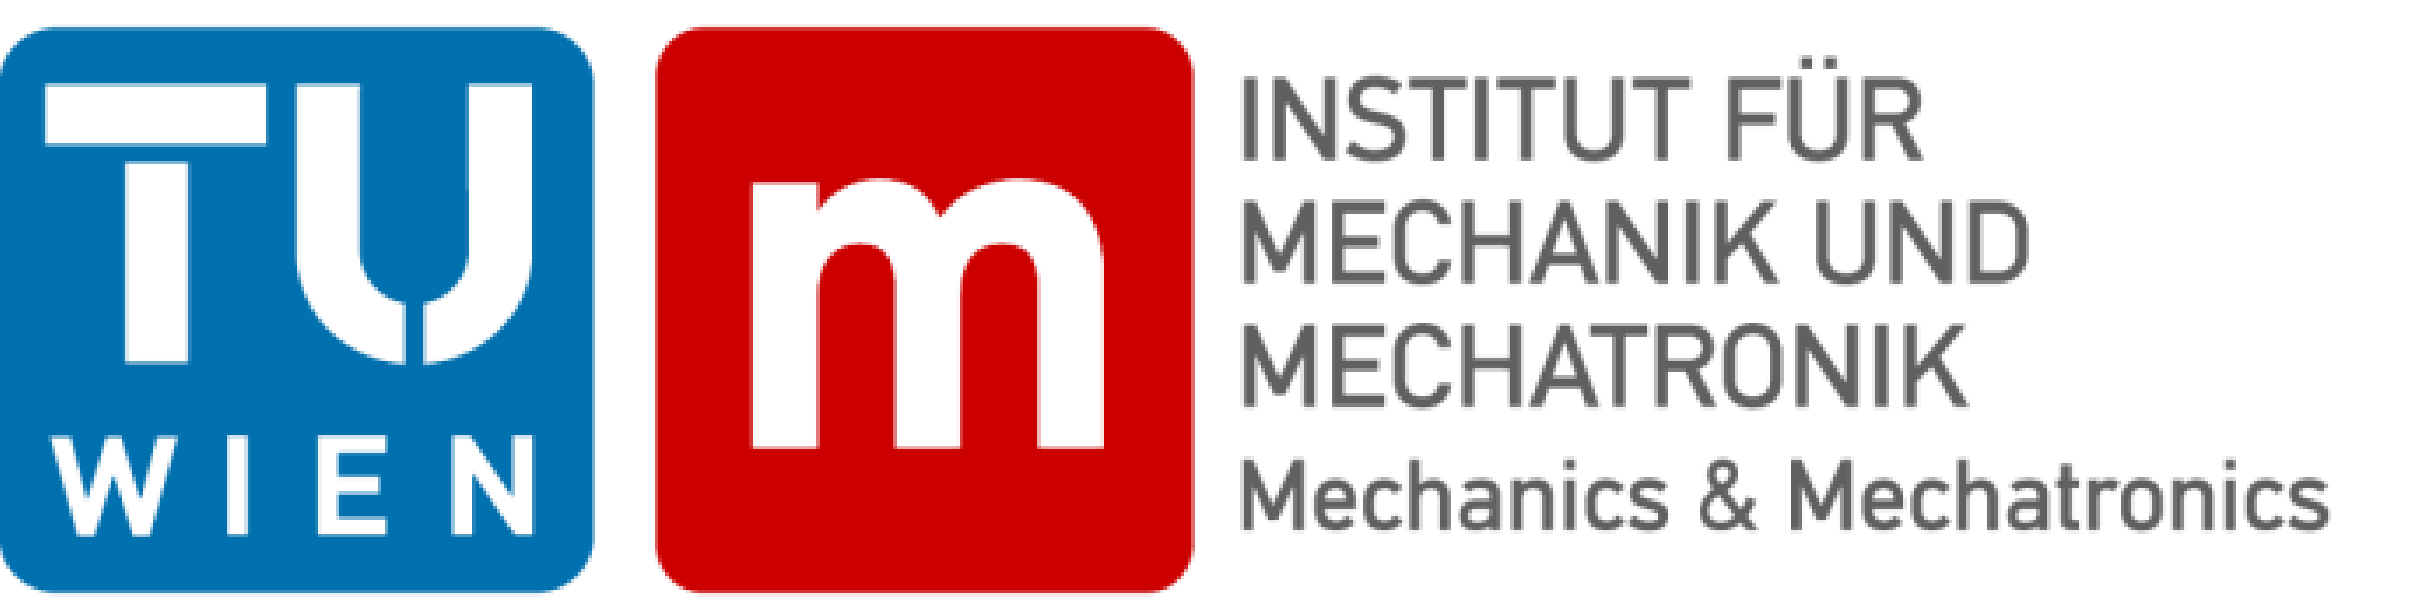 TU
WIEN
m
INSTITUT FÜR
MECHANIK UND
MECHATRONIK
Mechanics & Mechatronics